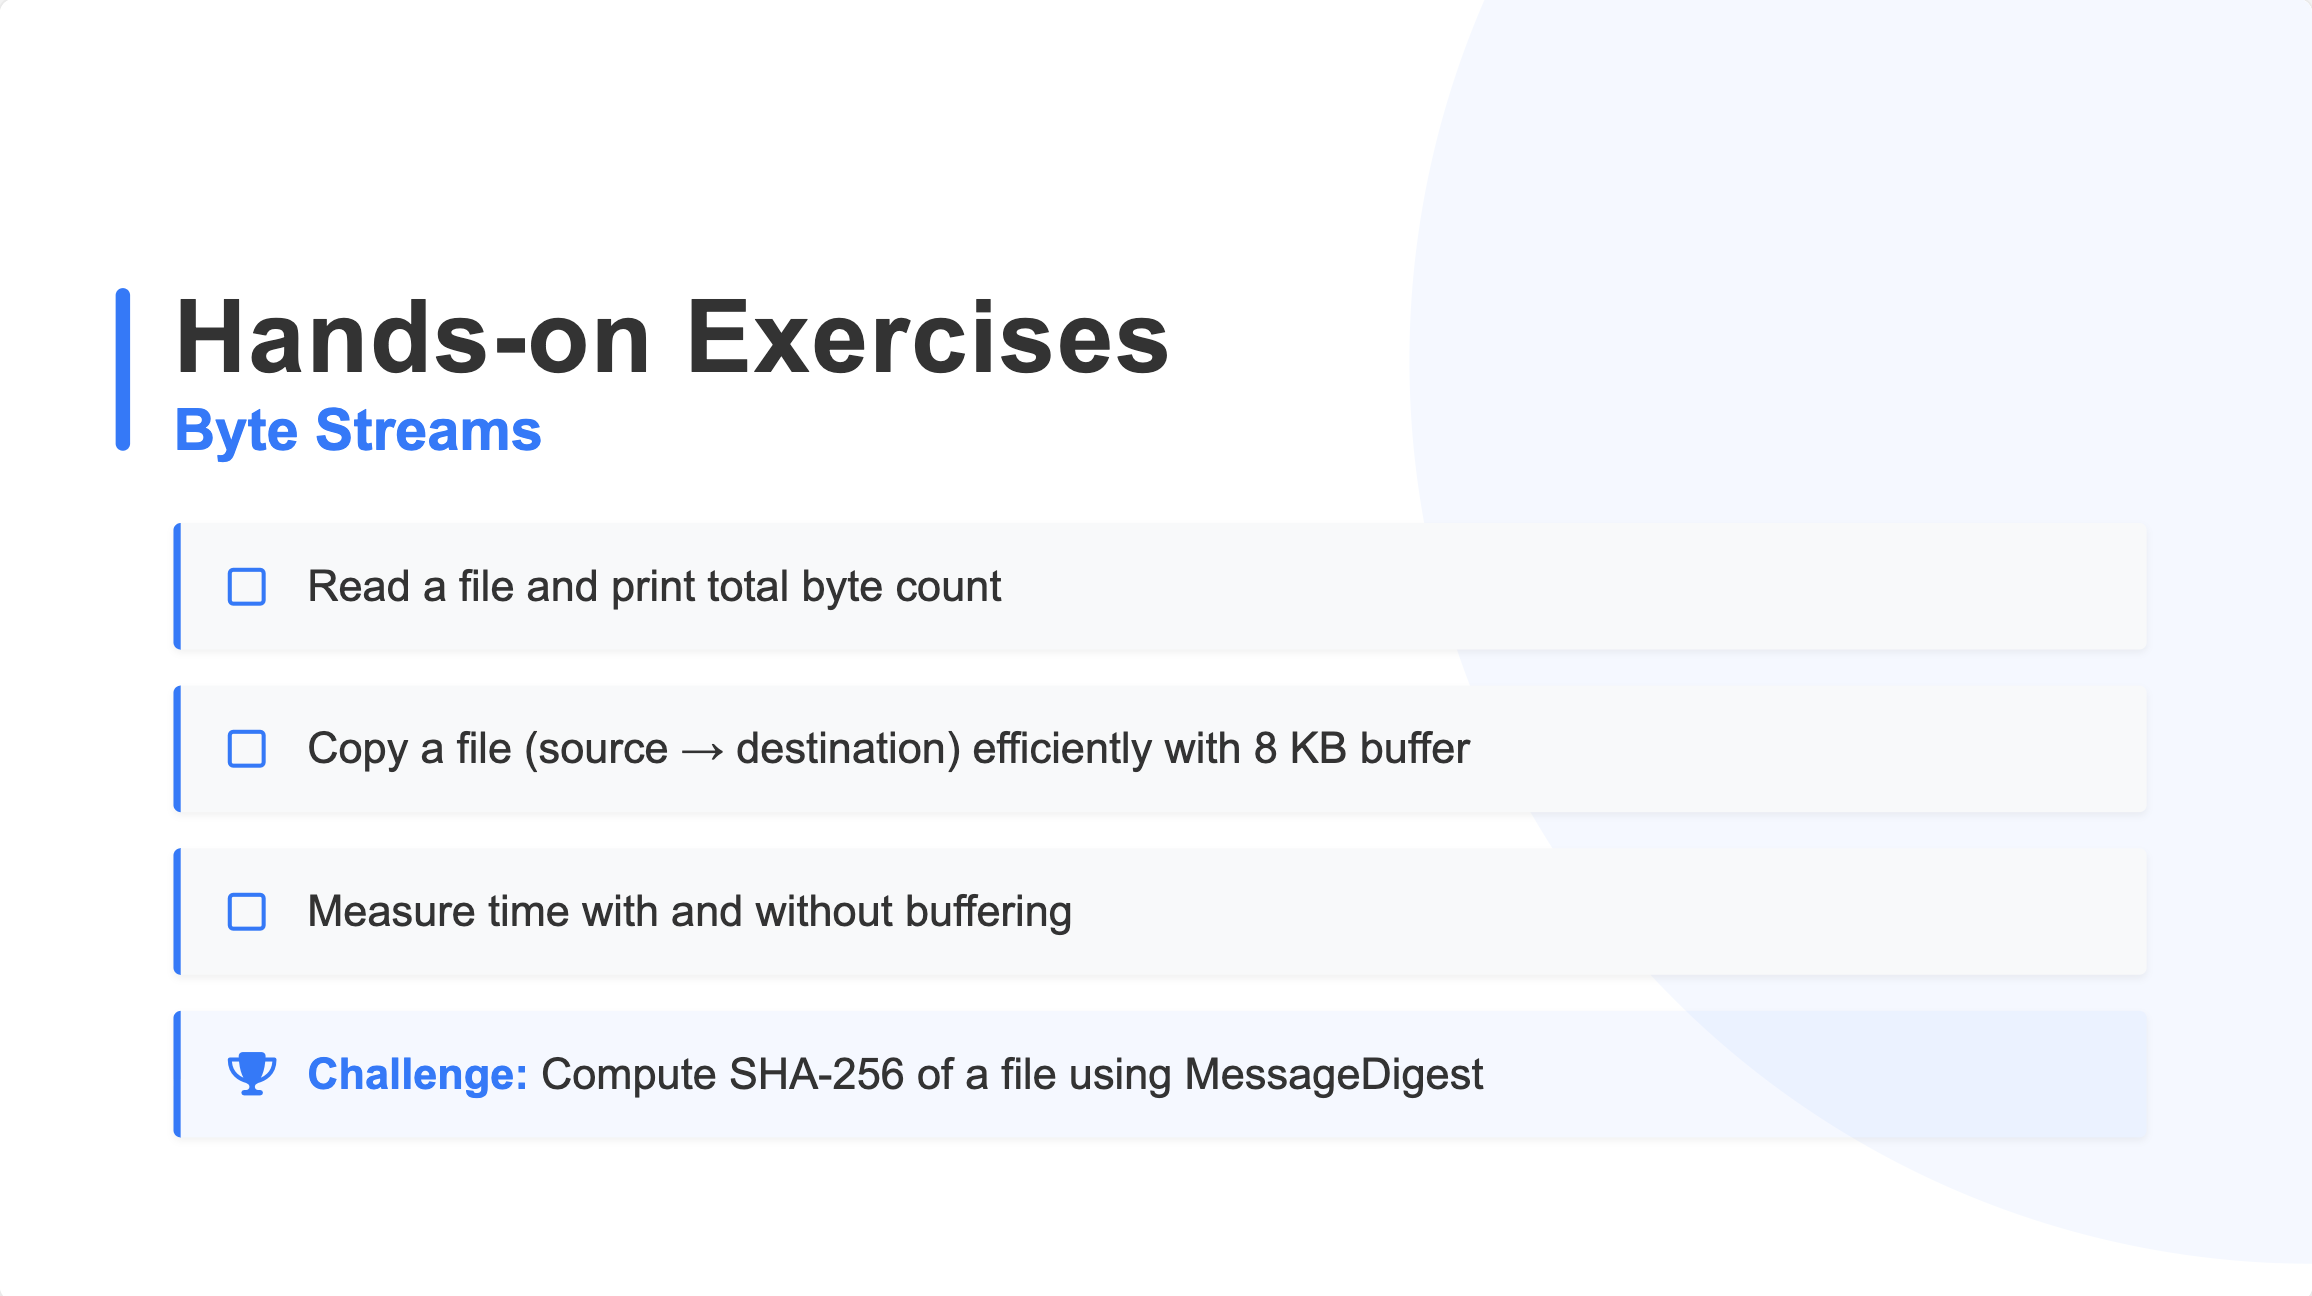 Hands-on Exercises
Byte Streams
Read a file and print total byte count
Copy a file (source → destination) efficiently with 8 KB buffer
Measure time with and without buffering
Challenge: Compute SHA-256 of a file using MessageDigest